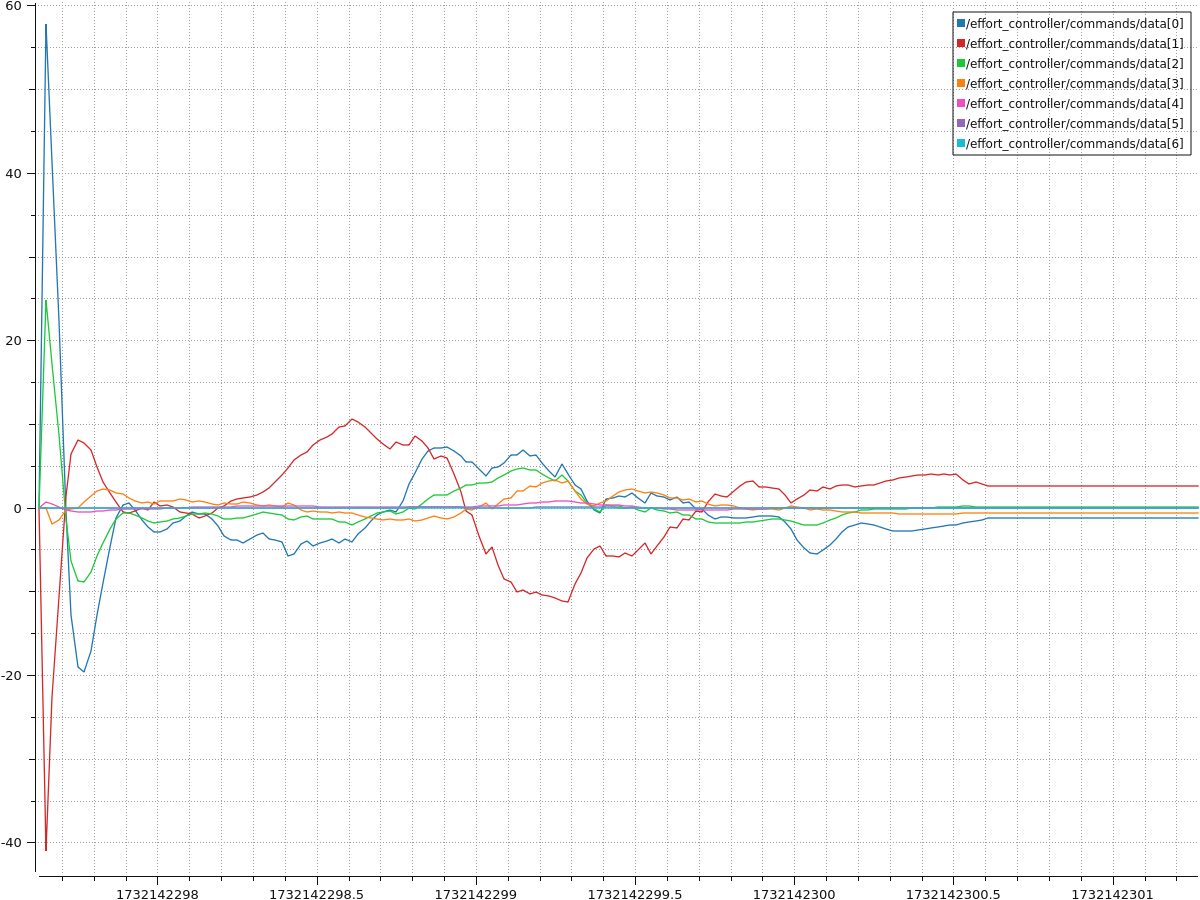 60
/effort_controller/commands/data[0]
/effort_controller/commands/data[1]
/effort_controller/commands/data[2]
/effort_controller/commands/data[3]
/effort_controller/commands/data[4]
/effort_controller/commands/data[5]
/effort_controller/commands/data[6]
40
20
0
-20
-40
1732142298 1732142298.5 1732142299 1732142299.5 1732142300 1732142300.5 1732142301